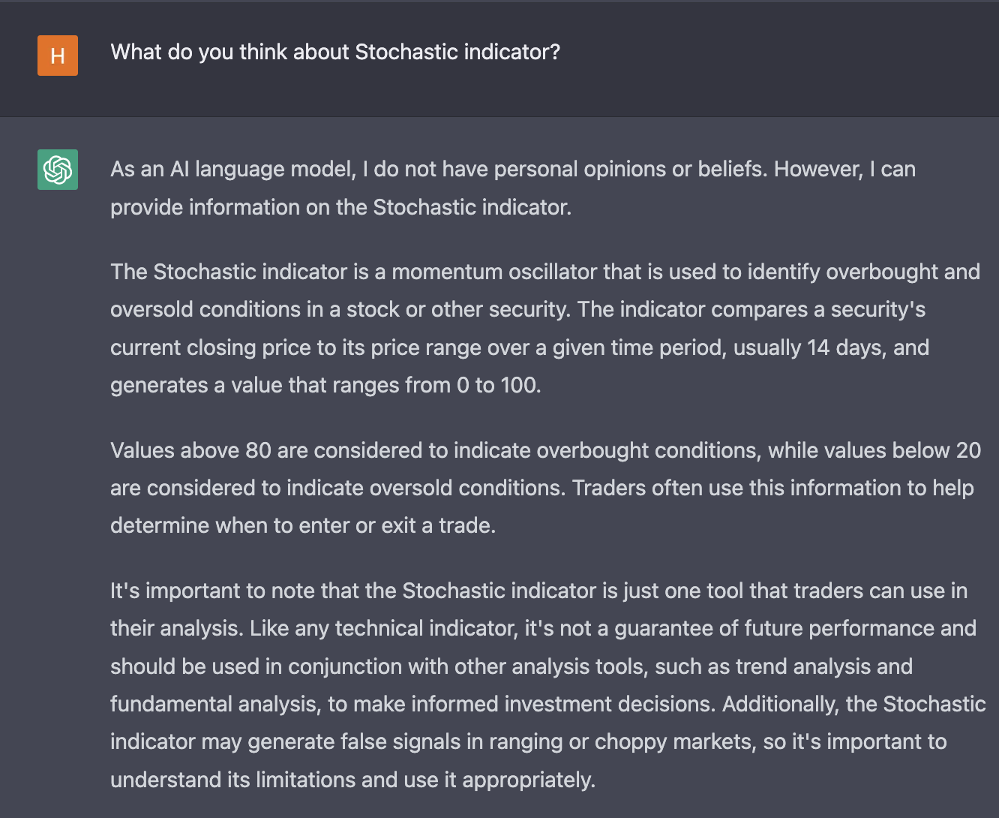 H
What do you think about Stochastic indicator?
As an AI language model, I do not have personal opinions or beliefs. However, I can
provide information on the Stochastic indicator.
The Stochastic indicator is a momentum oscillator that is used to identify overbought and
oversold conditions in a stock or other security. The indicator compares a security's
current closing price to its price range over a given time period, usually 14 days, and
generates a value that ranges from 0 to 100.
Values above 80 are considered to indicate overbought conditions, while values below 20
are considered to indicate oversold conditions. Traders often use this information to help
determine when to enter or exit a trade.
It's important to note that the Stochastic indicator is just one tool that traders can use in
their analysis. Like any technical indicator, it's not a guarantee of future performance and
should be used in conjunction with other analysis tools, such as trend analysis and
fundamental analysis, to make informed investment decisions. Additionally, the Stochastic
indicator may generate false signals in ranging or choppy markets, so it's important to
understand its limitations and use it appropriately.